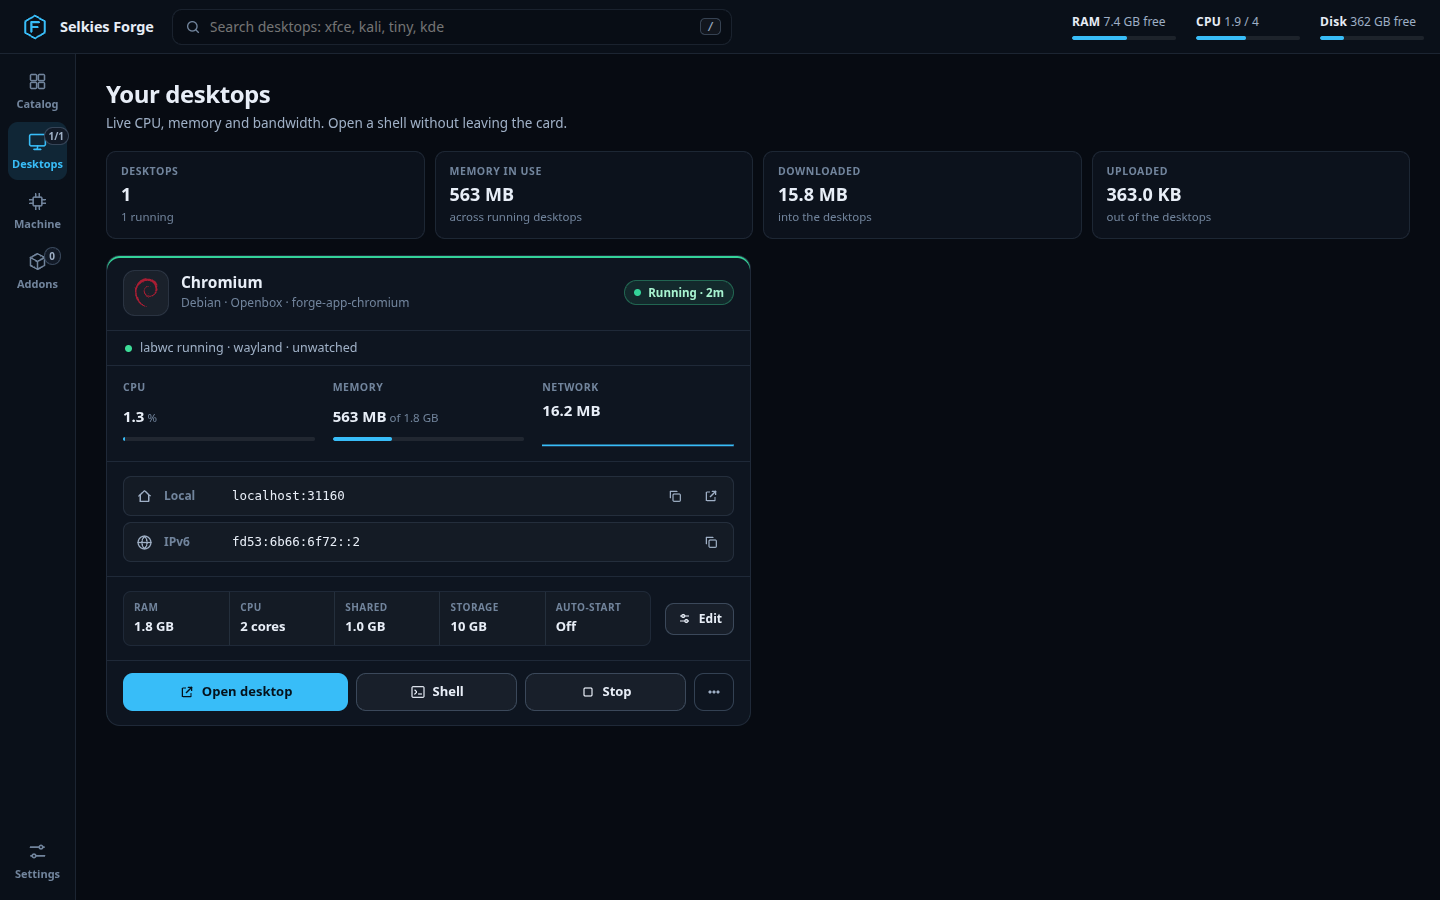 Selkies Forge
Search desktops: xfce, kali, tiny, kde
/
RAM 7.4 GB free
CPU 1.9 / 4
Disk 362 GB free
Catalog
1/1
Desktops
Machine
0
Addons
Settings
Your desktops
Live CPU, memory and bandwidth. Open a shell without leaving the card.
DESKTOPS
1
1 running
MEMORY IN USE
563 MB
across running desktops
DOWNLOADED
15.8 MB
into the desktops
UPLOADED
363.0 KB
out of the desktops
Chromium
Debian · Openbox · forge-app-chromium
Running · 2m
labwc running · wayland · unwatched
CPU
1.3 %
MEMORY
563 MB of 1.8 GB
NETWORK
16.2 MB
Local localhost:31160
IPv6 fd53:6b66:6f72::2
RAM
1.8 GB
CPU
2 cores
SHARED
1.0 GB
STORAGE
10 GB
AUTO-START
Off
Edit
Open desktop
Shell
Stop